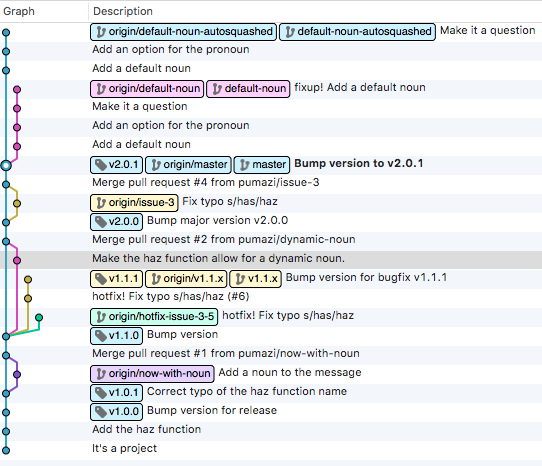 Graph Description
origin/default-noun-autosquashed default-noun-autosquashed Make it a question
Add an option for the pronoun
Add a default noun
origin/default-noun default-noun fixup! Add a default noun
Make it a question
Add an option for the pronoun
Add a default noun
v2.0.1 origin/master master Bump version to v2.0.1
Merge pull request #4 from pumazi/issue-3
origin/issue-3 Fix typo s/has/haz
v2.0.0 Bump major version v2.0.0
Merge pull request #2 from pumazi/dynamic-noun
Make the haz function allow for a dynamic noun.
v1.1.1 origin/v1.1.x v1.1.x Bump version for bugfix v1.1.1
hotfix! Fix typo s/has/haz (#6)
origin/hotfix-issue-3-5 hotfix! Fix typo s/has/haz
v1.1.0 Bump version
Merge pull request #1 from pumazi/now-with-noun
origin/now-with-noun Add a noun to the message
v1.0.1 Correct typo of the haz function name
v1.0.0 Bump version for release
Add the haz function
It's a project